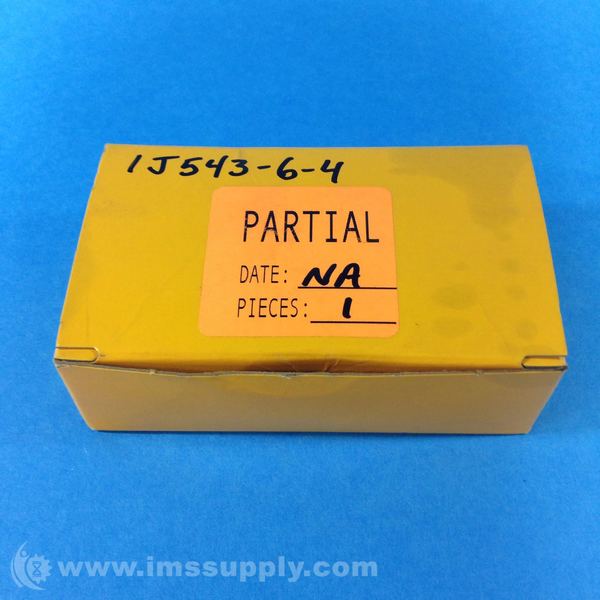 1J543-6-4
PARTIAL
DATE: NA
PIECES: 1
www.imssupply.com